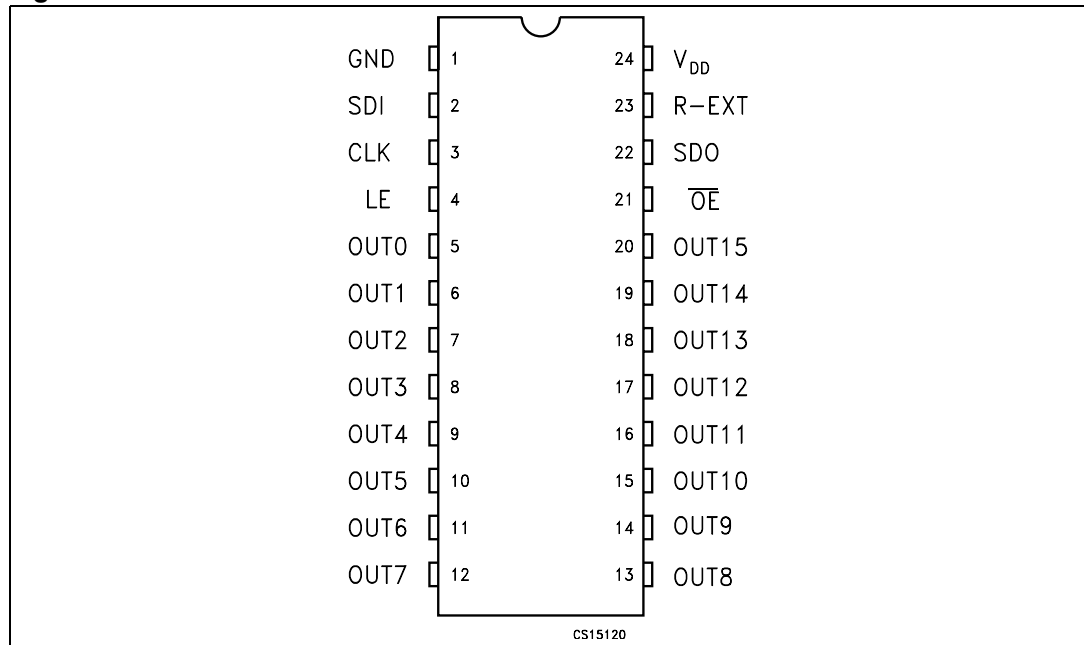 GND 1 24 VDD
SDI 2 23 R-EXT
CLK 3 22 SDO
LE 4 21 O̅E̅
OUT0 5 20 OUT15
OUT1 6 19 OUT14
OUT2 7 18 OUT13
OUT3 8 17 OUT12
OUT4 9 16 OUT11
OUT5 10 15 OUT10
OUT6 11 14 OUT9
OUT7 12 13 OUT8
CS15120